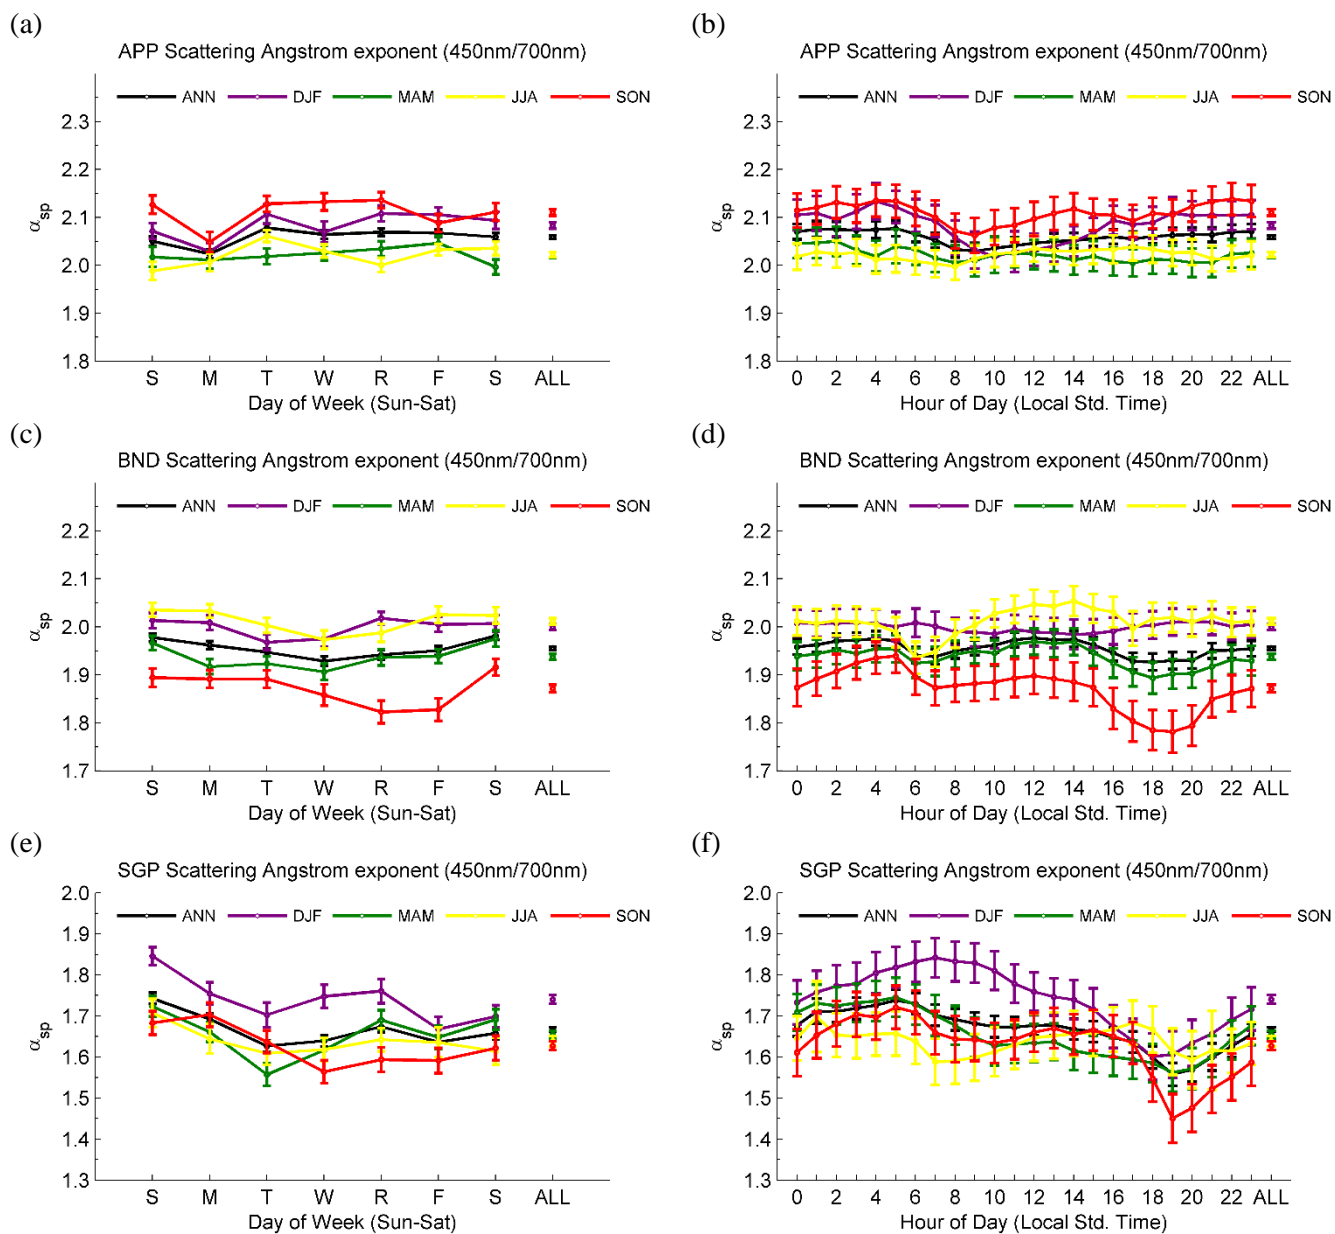 (a)
APP Scattering Angstrom exponent (450nm/700nm)
ANN DJF MAM JJA SON
2.3
2.2
2.1
2.0
1.9
1.8
αsp
S M T W R F S ALL
Day of Week (Sun-Sat)
(b)
APP Scattering Angstrom exponent (450nm/700nm)
ANN DJF MAM JJA SON
2.3
2.2
2.1
2.0
1.9
1.8
αsp
0 2 4 6 8 10 12 14 16 18 20 22 ALL
Hour of Day (Local Std. Time)
(c)
BND Scattering Angstrom exponent (450nm/700nm)
ANN DJF MAM JJA SON
2.2
2.1
2.0
1.9
1.8
1.7
αsp
S M T W R F S ALL
Day of Week (Sun-Sat)
(d)
BND Scattering Angstrom exponent (450nm/700nm)
ANN DJF MAM JJA SON
2.2
2.1
2.0
1.9
1.8
1.7
αsp
0 2 4 6 8 10 12 14 16 18 20 22 ALL
Hour of Day (Local Std. Time)
(e)
SGP Scattering Angstrom exponent (450nm/700nm)
2.0
ANN DJF MAM JJA SON
1.9
1.8
1.7
1.6
1.5
1.4
1.3
αsp
S M T W R F S ALL
Day of Week (Sun-Sat)
(f)
SGP Scattering Angstrom exponent (450nm/700nm)
2.0
ANN DJF MAM JJA SON
1.9
1.8
1.7
1.6
1.5
1.4
1.3
αsp
0 2 4 6 8 10 12 14 16 18 20 22 ALL
Hour of Day (Local Std. Time)